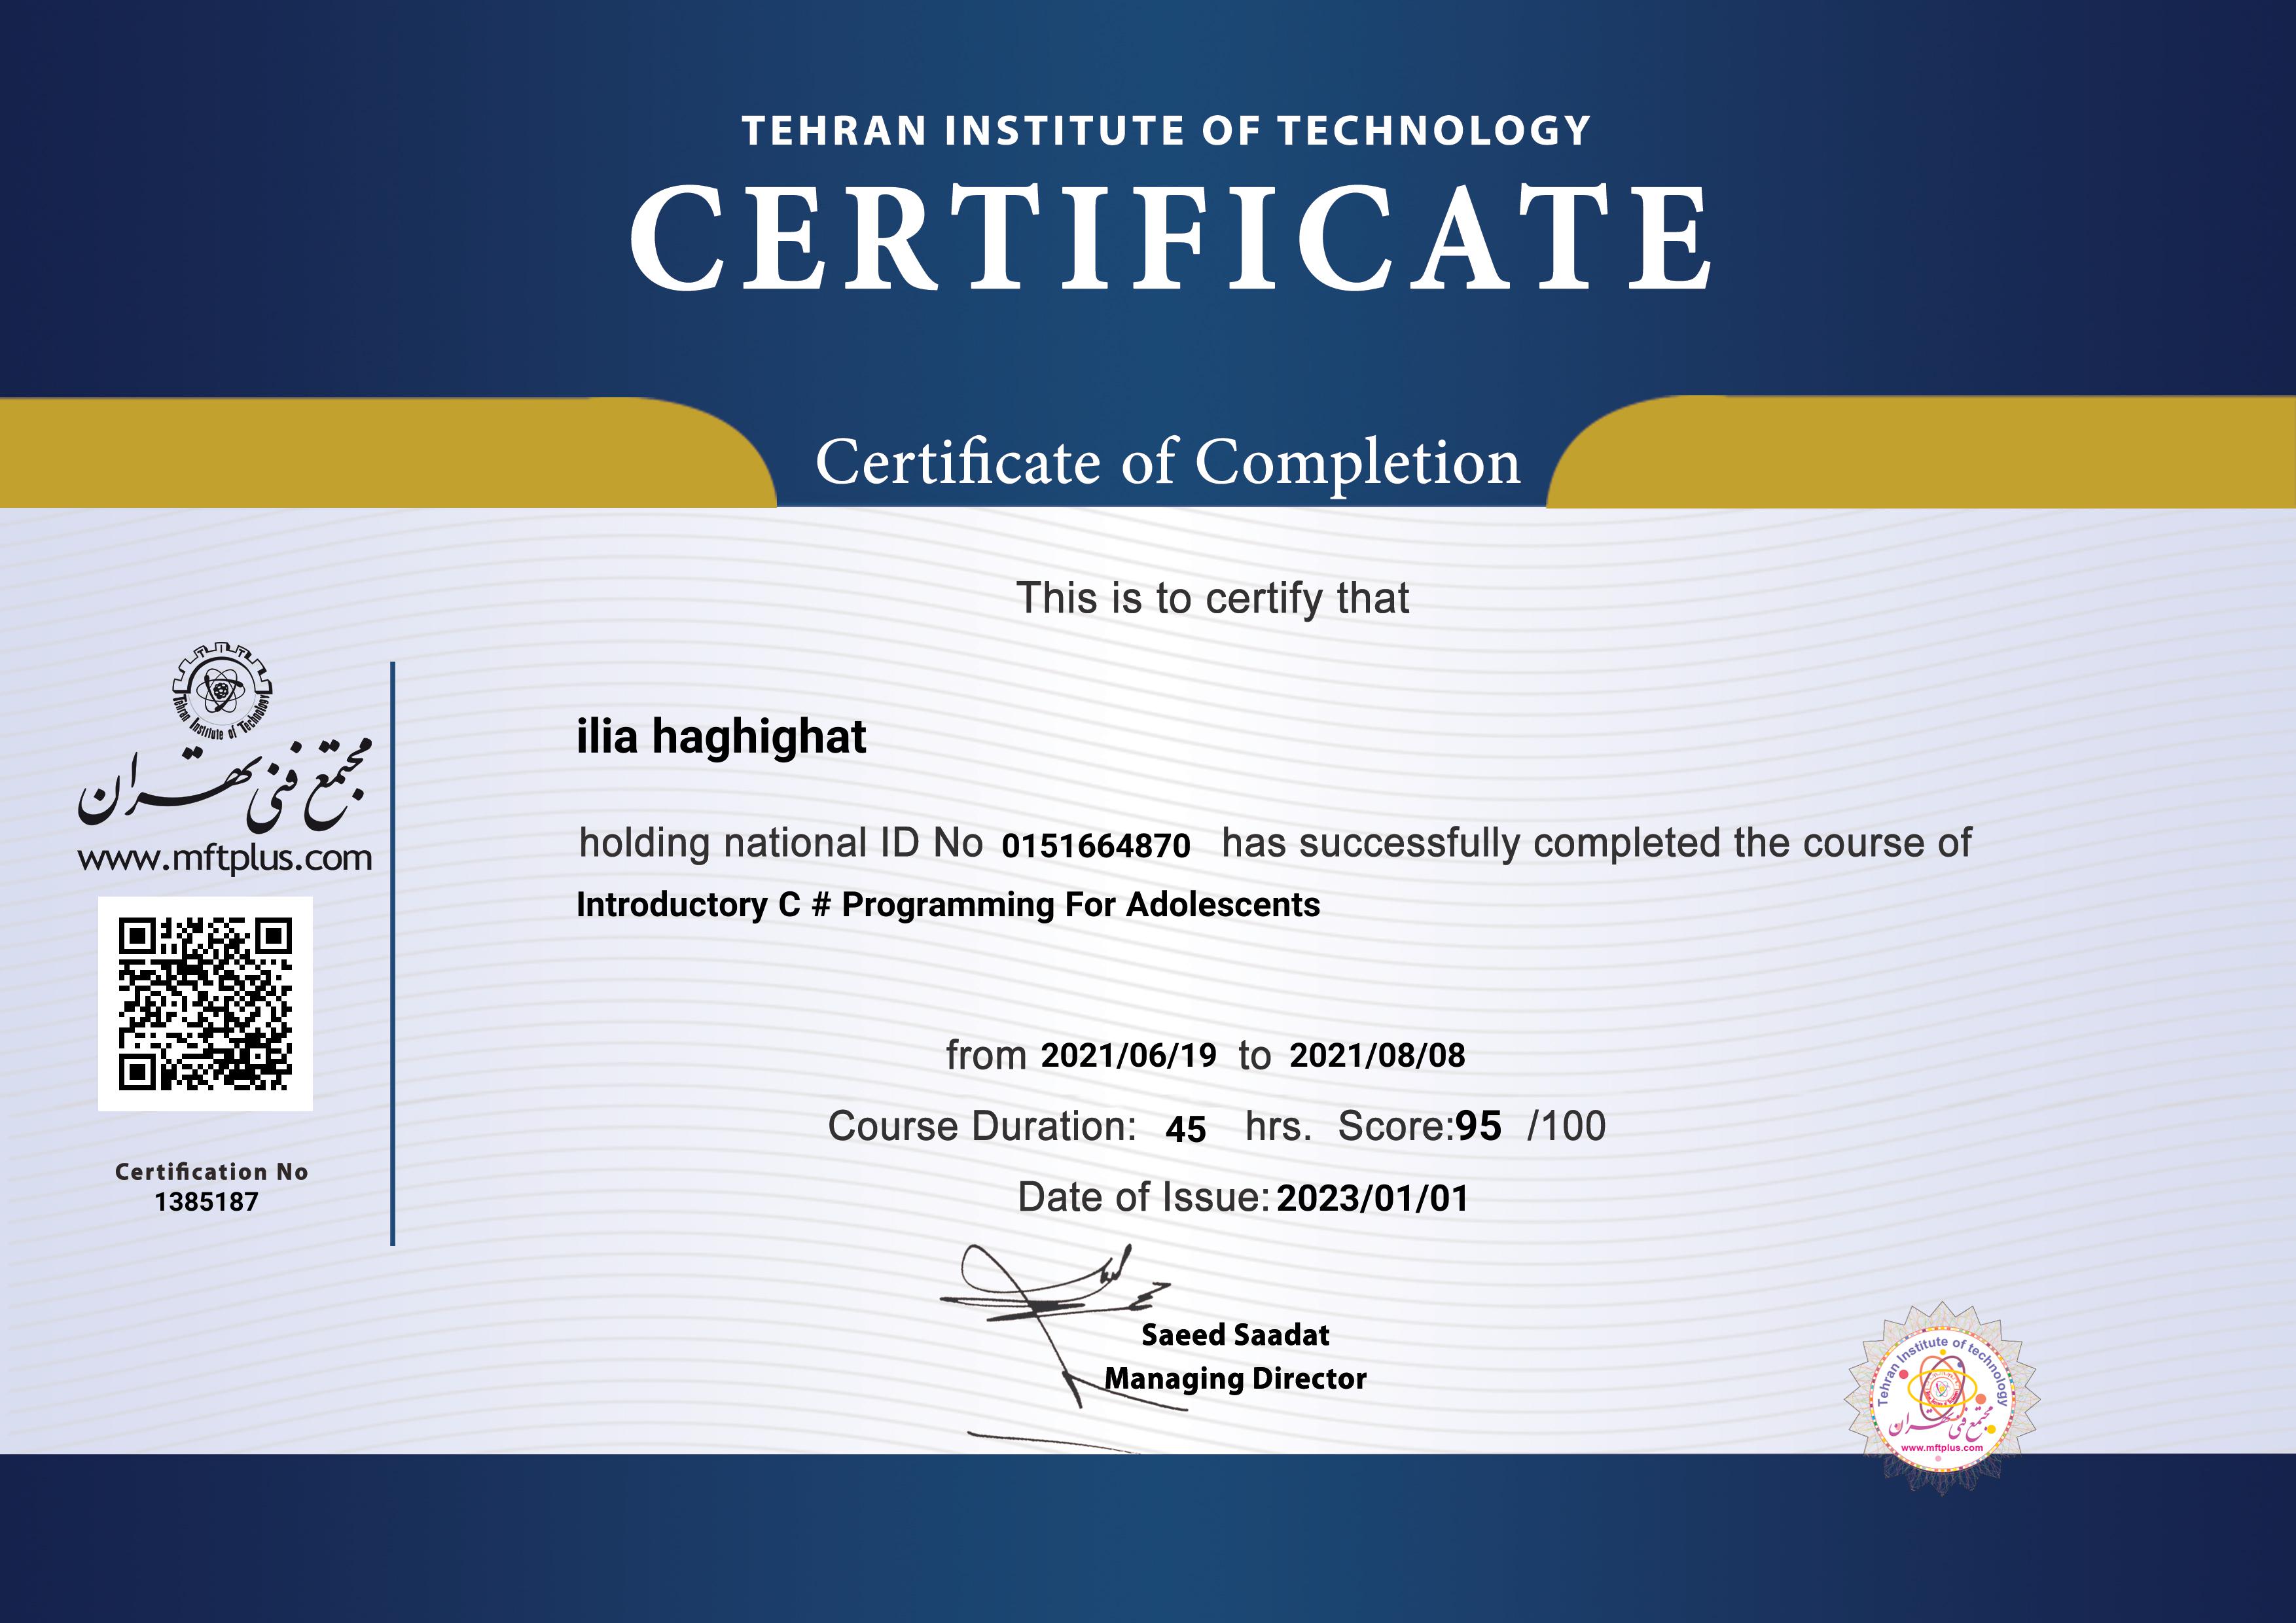 TEHRAN INSTITUTE OF TECHNOLOGY
CERTIFICATE
Certificate of Completion
This is to certify that
Tehran Institute of Technology
مجتمع فنی تهران
www.mftplus.com
ilia haghighat
holding national ID No 0151664870 has successfully completed the course of
Introductory C # Programming For Adolescents
from 2021/06/19 to 2021/08/08
Course Duration: 45 hrs. Score:95 /100
Date of Issue: 2023/01/01
Certification No
1385187
Saeed Saadat
Managing Director
Tehran Institute of technology
مجتمع فنی تهران
www.mftplus.com